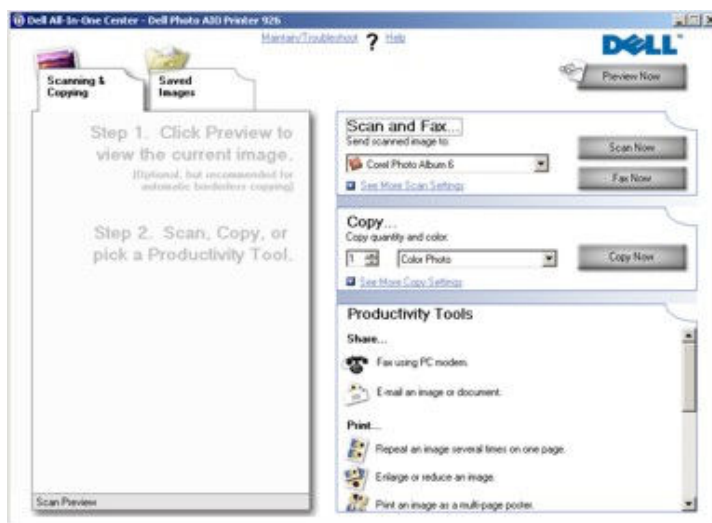 Dell All-In-One Center - Dell Photo AIO Printer 926
Maintain/Troubleshoot ? Help
DELL
Scanning & Copying
Saved Images
Preview Now
Step 1. Click Preview to
view the current image.
(Optional, but recommended for
automatic borderless copying)
Step 2. Scan, Copy, or
pick a Productivity Tool.
Scan Preview
Scan and Fax...
Send scanned image to:
Corel Photo Album 6
See More Scan Settings
Scan Now
Fax Now
Copy...
Copy quantity and color.
1
Color Photo
See More Copy Settings
Copy Now
Productivity Tools
Share...
Fax using PC modem.
E-mail an image or document.
Print...
Repeat an image several times on one page.
Enlarge or reduce an image.
Print an image as a multi-page poster.